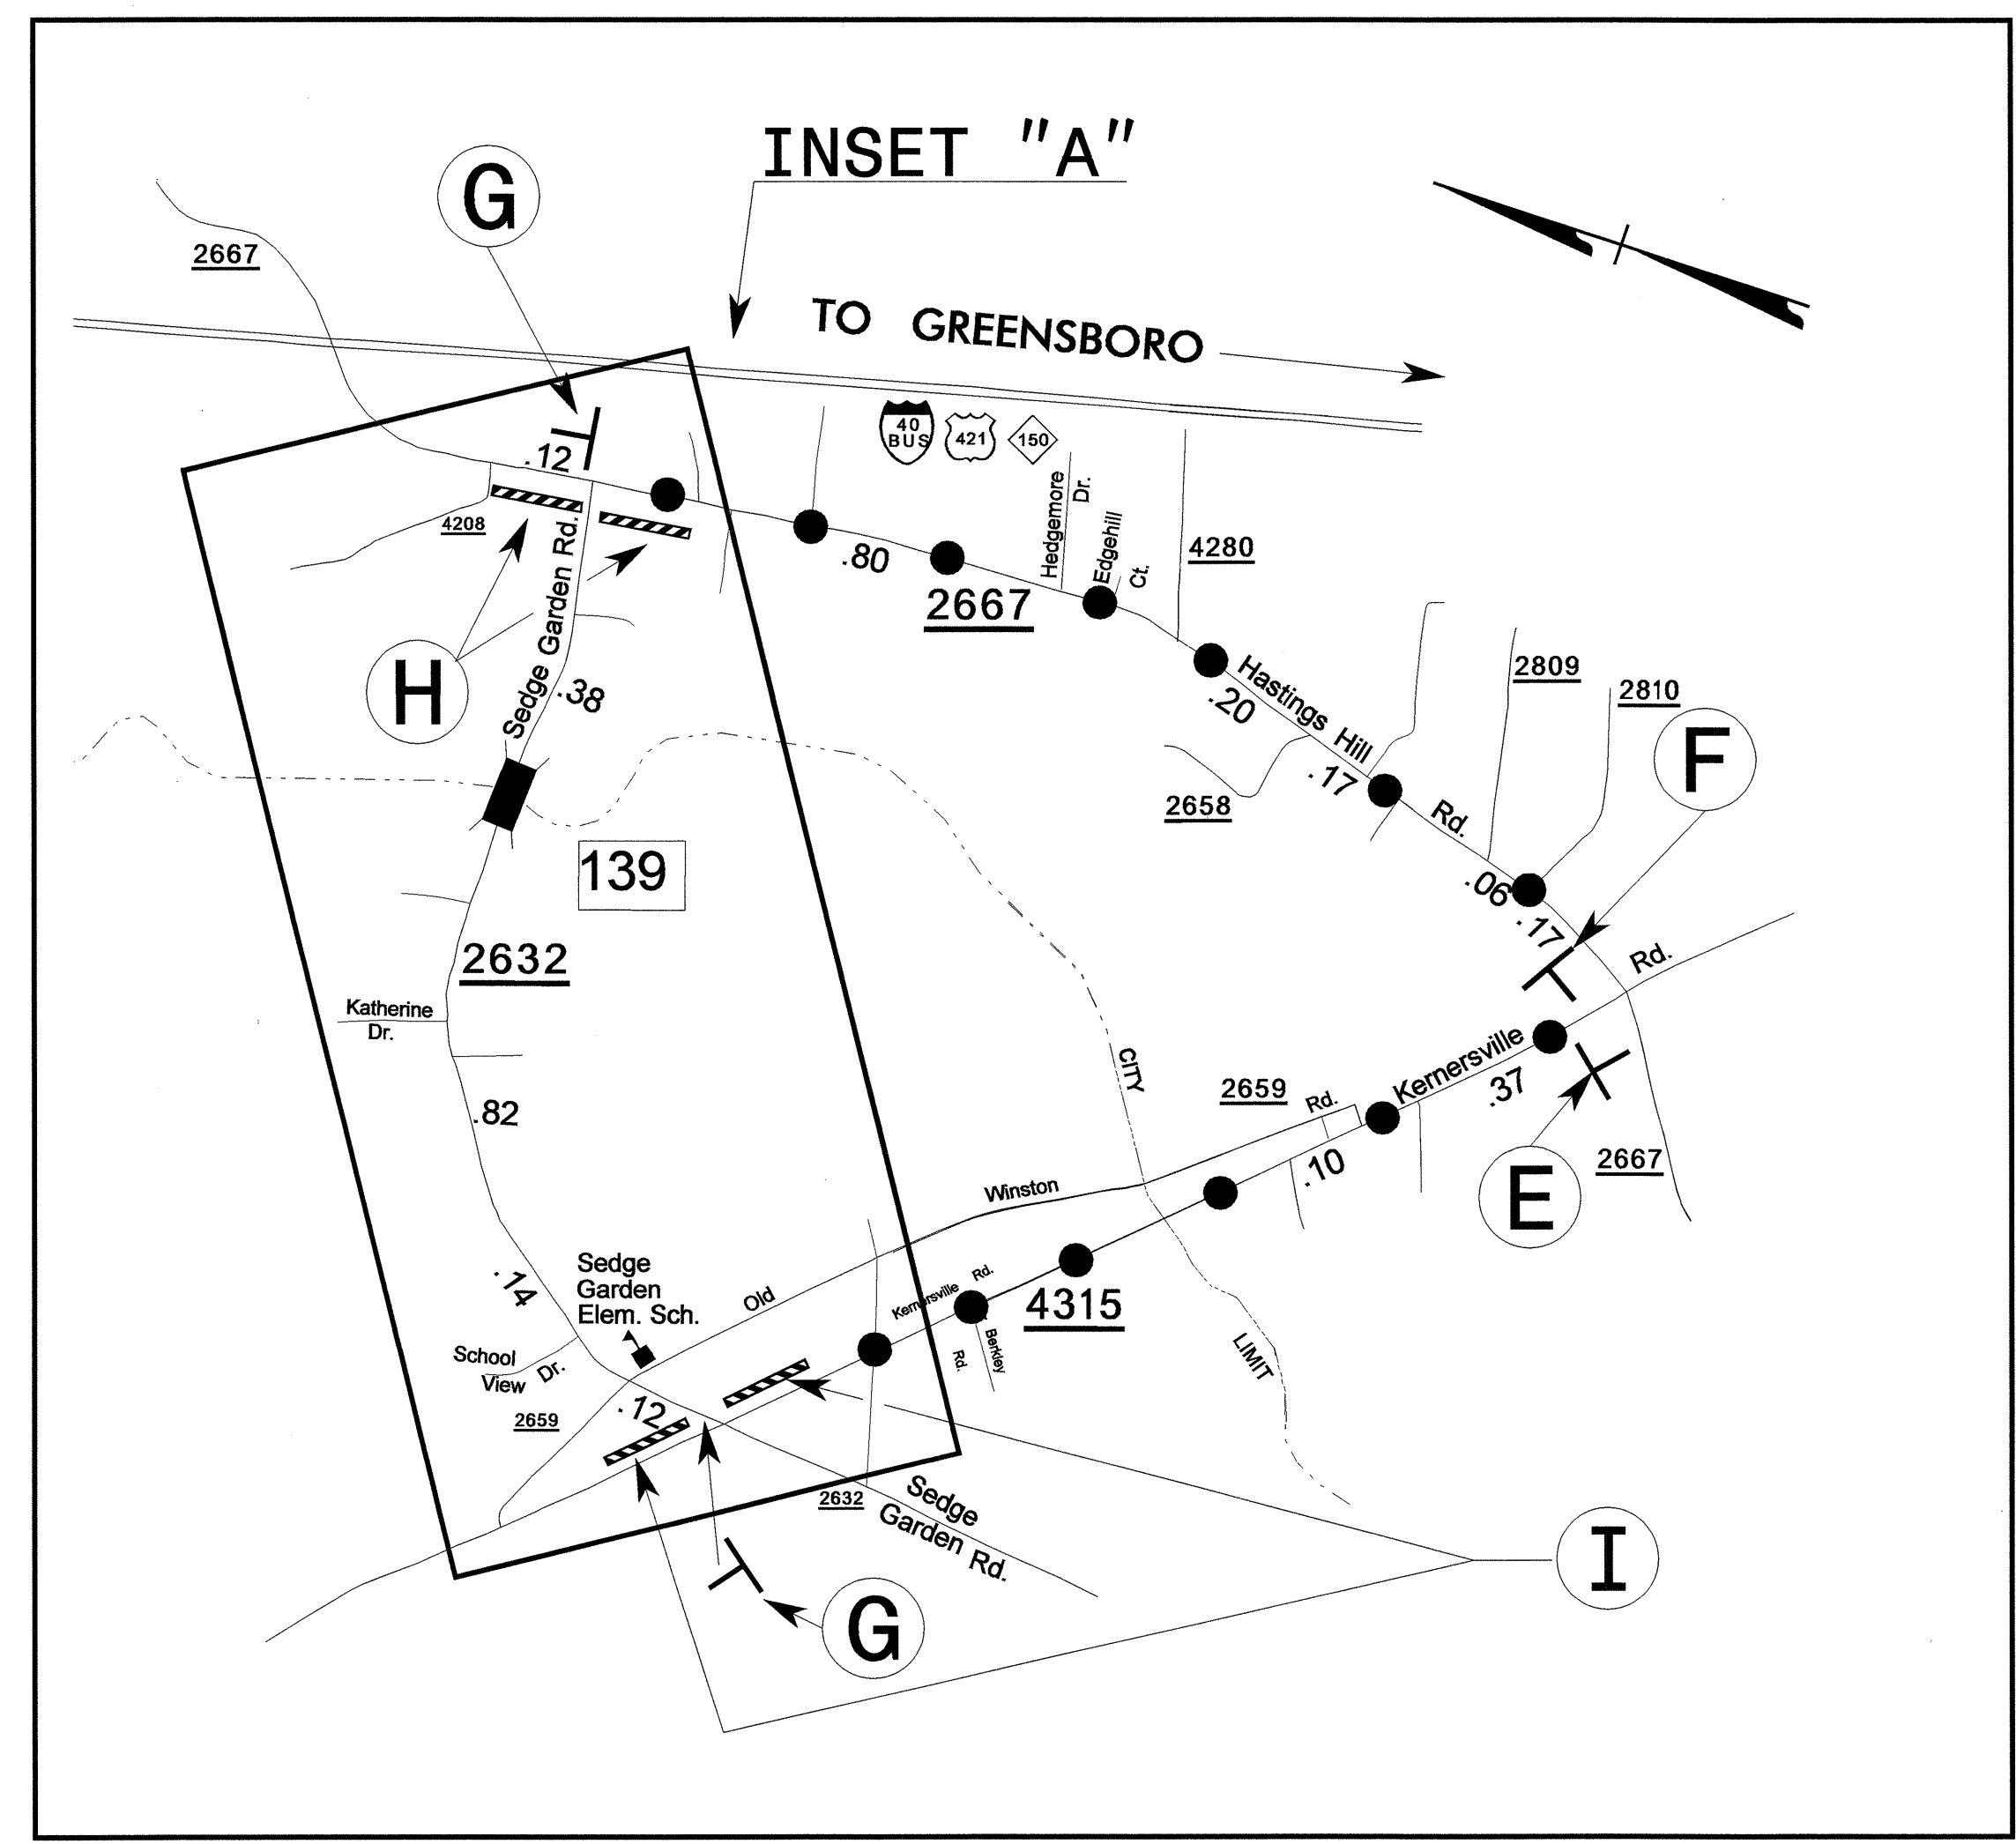 INSET "A"
G
2667
TO GREENSBORO
40
BUS
421
150
.12
4208
Sedge Garden Rd.
.80
2667
Hedgemore
Dr.
Edgehill
Ct.
4280
H
.38
Hastings Hill Rd.
.20
.17
2658
2809
2810
F
.06
.17
139
2632
Katherine
Dr.
.82
CITY
LIMIT
2659
Rd.
Kernersville Rd.
.37
E
2667
.10
Winston
Old
Sedge
Garden
Elem. Sch.
.14
Kernersville Rd.
4315
Berkley
Rd.
School
View Dr.
2659
.12
2632
Sedge
Garden Rd.
I
G